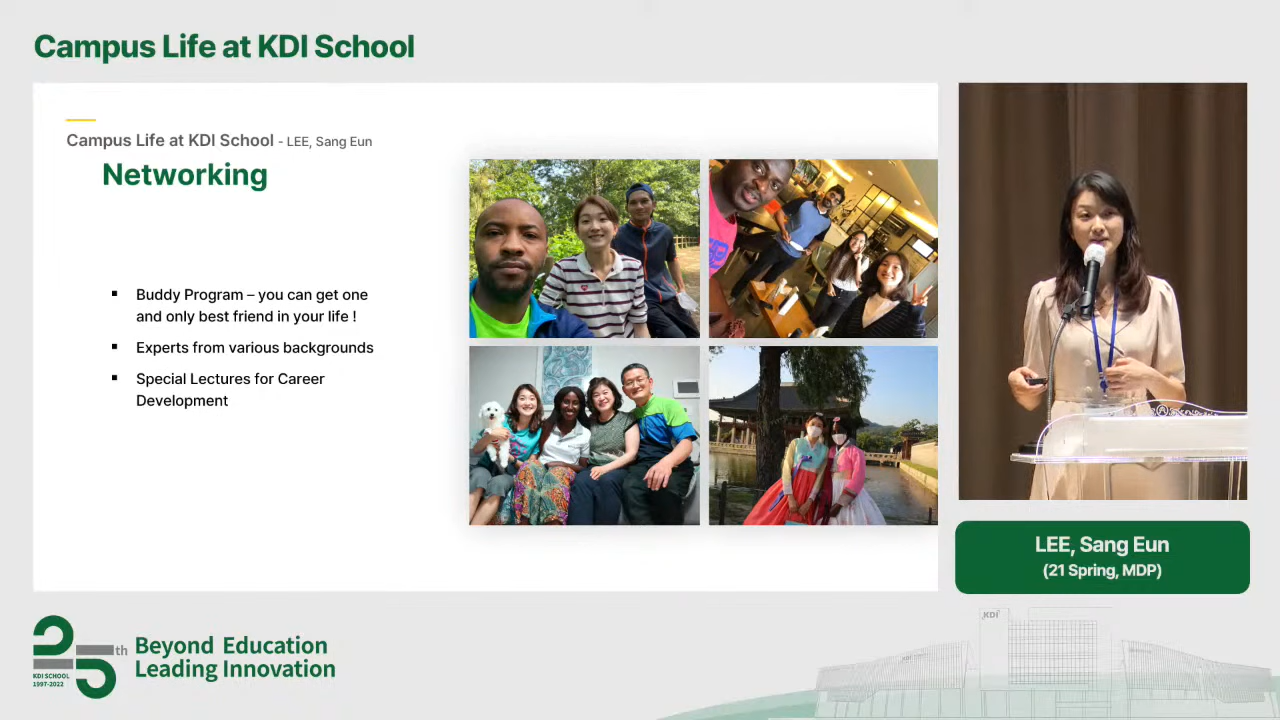 Campus Life at KDI School
Campus Life at KDI School - LEE, Sang Eun
Networking
▪ Buddy Program – you can get one
and only best friend in your life !
▪ Experts from various backgrounds
▪ Special Lectures for Career
Development
LEE, Sang Eun
(21 Spring, MDP)
25th
KDI SCHOOL
1997-2022
Beyond Education
Leading Innovation
KDI